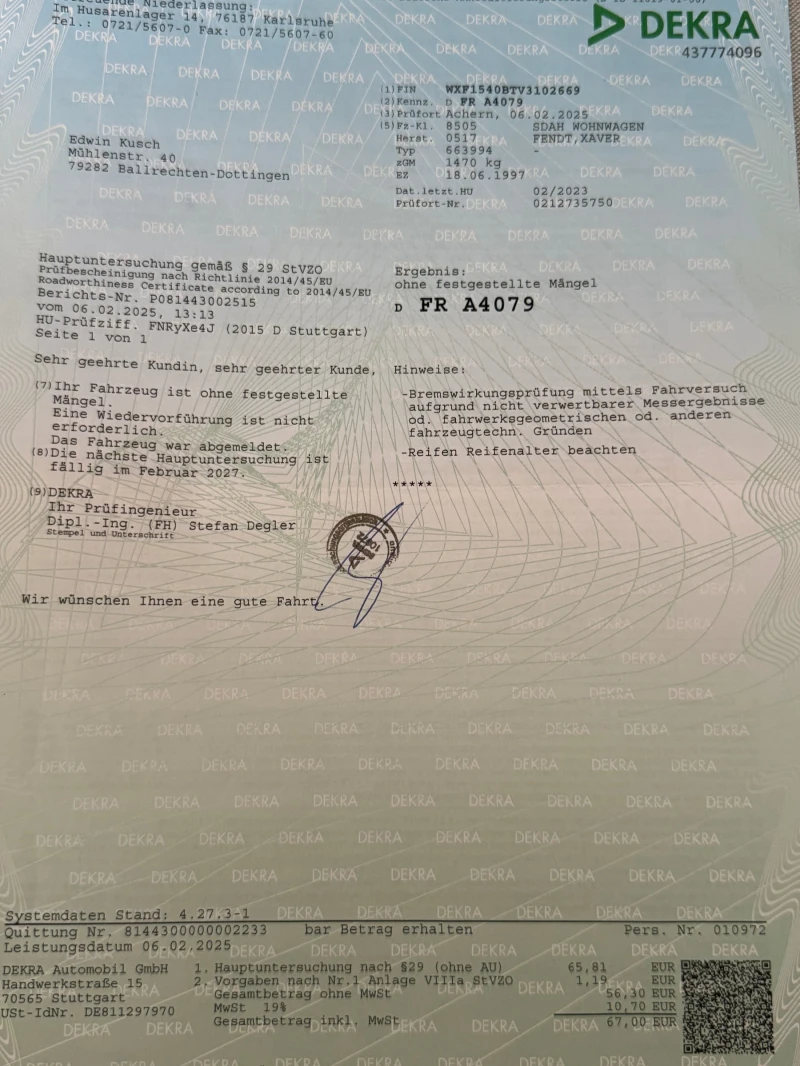 Niederlassung:
Im Husarenlager 14, 76187 Karlsruhe
Tel.: 0721/5607-0 Fax: 0721/5607-60
DEKRA
437774096
(1) FIN WXF1540BTV3102669
(2) Kennz. D FR A4079
(3) Prüfort Achern, 06.02.2025
(5) Fz-Kl. 8505 SDAH WOHNWAGEN
Herst. 0517 FENDT,XAVER
Typ 663994 -
zGM 1470 kg
EZ 18.06.1997
Dat.letzt.HU 02/2023
Prüfort-Nr. 0212735750
Edwin Kusch
Mühlenstr. 40
79282 Ballrechten-Dottingen
Hauptuntersuchung gemäß § 29 StVZO
Prüfbescheinigung nach Richtlinie 2014/45/EU
Roadworthiness Certificate according to 2014/45/EU
Berichts-Nr. P081443002515
vom 06.02.2025, 13:13
HU-Prüfziff. FNRyXe4J (2015 D Stuttgart)
Seite 1 von 1
Ergebnis:
ohne festgestellte Mängel
D FR A4079
Sehr geehrte Kundin, sehr geehrter Kunde,
(7) Ihr Fahrzeug ist ohne festgestellte
Mängel.
Eine Wiedervorführung ist nicht
erforderlich.
Das Fahrzeug war abgemeldet.
(8) Die nächste Hauptuntersuchung ist
fällig im Februar 2027.
(9) DEKRA
Ihr Prüfingenieur
Dipl.-Ing. (FH) Stefan Degler
Stempel und Unterschrift
Hinweise:
-Bremswirkungsprüfung mittels Fahrversuch
aufgrund nicht verwertbarer Messergebnisse
od. fahrwerksgeometrischen od. anderen
fahrzeugtechn. Gründen
-Reifen Reifenalter beachten
*****
Wir wünschen Ihnen eine gute Fahrt.
Systemdaten Stand: 4.27.3-1
Quittung Nr. 8144300000002233 bar Betrag erhalten Pers. Nr. 010972
Leistungsdatum 06.02.2025
DEKRA Automobil GmbH
Handwerkstraße 15
70565 Stuttgart
USt-IdNr. DE811297970
1. Hauptuntersuchung nach §29 (ohne AU) 65,81 EUR
2. Vorgaben nach Nr.1 Anlage VIIIa StVZO 1,19 EUR
Gesamtbetrag ohne MwSt 56,30 EUR
MwSt 19% 10,70 EUR
Gesamtbetrag inkl. MwSt 67,00 EUR